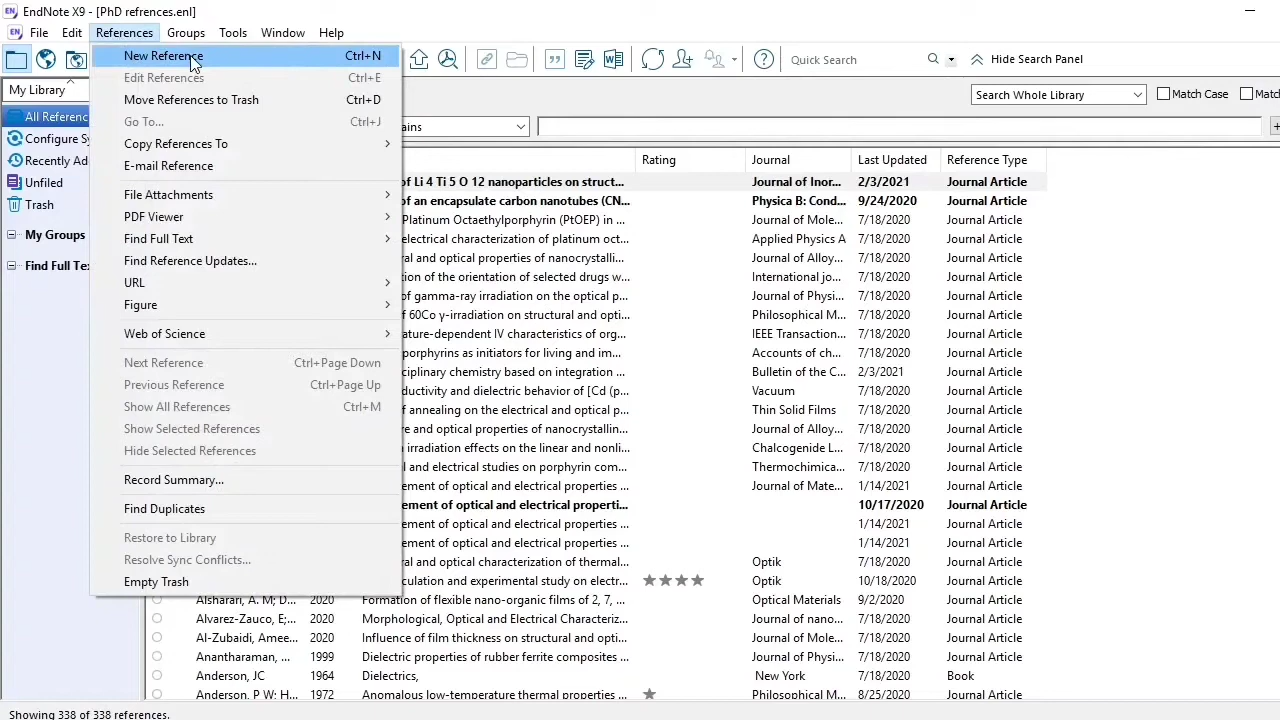 EndNote X9 - [PhD refrences.enl]
File Edit References Groups Tools Window Help
Quick Search
Hide Search Panel
My Library
Search Whole Library
Match Case
All
New Reference Ctrl+N
Edit References Ctrl+E
Move References to Trash Ctrl+D
Go To... Ctrl+J
Copy References To
E-mail Reference
File Attachments
PDF Viewer
Find Full Text
Find Reference Updates...
URL
Figure
Web of Science
Next Reference Ctrl+Page Down
Previous Reference Ctrl+Page Up
Show All References Ctrl+M
Show Selected References
Hide Selected References
Record Summary...
Find Duplicates
Restore to Library
Resolve Sync Conflicts...
Empty Trash
Configure
Recently
Unfiled
Trash
My Groups
Find Full
Rating Journal Last Updated Reference Type
of Li 4 Ti 5 O 12 nanoparticles on struct... Journal of Inor... 2/3/2021 Journal Article
of an encapsulate carbon nanotubes (CN... Physica B: Cond... 9/24/2020 Journal Article
Platinum Octaethylporphyrin (PtOEP) in ... Journal of Mole... 7/18/2020 Journal Article
electrical characterization of platinum oct... Applied Physics A 7/18/2020 Journal Article
and optical properties of nanocrystalli... Journal of Alloy... 7/18/2020 Journal Article
of the orientation of selected drugs w... International jo... 7/18/2020 Journal Article
of gamma-ray irradiation on the optical p... Journal of Physi... 7/18/2020 Journal Article
60Co γ-irradiation on structural and opti... Philosophical M... 7/18/2020 Journal Article
IV characteristics of org... IEEE Transaction... 7/18/2020 Journal Article
porphyrins as initiators for living and im... Accounts of ch... 7/18/2020 Journal Article
chemistry based on integration ... Bulletin of the C... 2/3/2021 Journal Article
and dielectric behavior of [Cd (p... Vacuum 7/18/2020 Journal Article
annealing on the electrical and optical p... Thin Solid Films 7/18/2020 Journal Article
and optical properties of nanocrystallin... Journal of Alloy... 7/18/2020 Journal Article
irradiation effects on the linear and nonli... Chalcogenide L... 7/18/2020 Journal Article
and electrical studies on porphyrin com... Thermochimica... 7/18/2020 Journal Article
of optical and electrical properties ... Journal of Mate... 1/14/2021 Journal Article
of optical and electrical properti... 10/17/2020 Journal Article
of optical and electrical properties ... 1/14/2021 Journal Article
of optical and electrical properties ... 1/14/2021 Journal Article
and optical characterization of thermal... Optik 7/18/2020 Journal Article
and experimental study on electr... ★★★★ Optik 10/18/2020 Journal Article
Alsharari, A. M; D... 2020 Formation of flexible nano-organic films of 2, 7, ... Optical Materials 9/2/2020 Journal Article
Alvarez-Zauco, E;... 2020 Morphological, Optical and Electrical Characteriz... Journal of nano... 7/18/2020 Journal Article
Al-Zubaidi, Amee... 2020 Influence of film thickness on structural and opti... Journal of Mole... 7/18/2020 Journal Article
Anantharaman, ... 1999 Dielectric properties of rubber ferrite composites ... Journal of Physi... 7/18/2020 Journal Article
Anderson, JC 1964 Dielectrics, New York 7/18/2020 Book
Anderson, P W; H... 1972 Anomalous low-temperature thermal properties ... ★ Philosophical M... 8/25/2020 Journal Article
Showing 338 of 338 references.